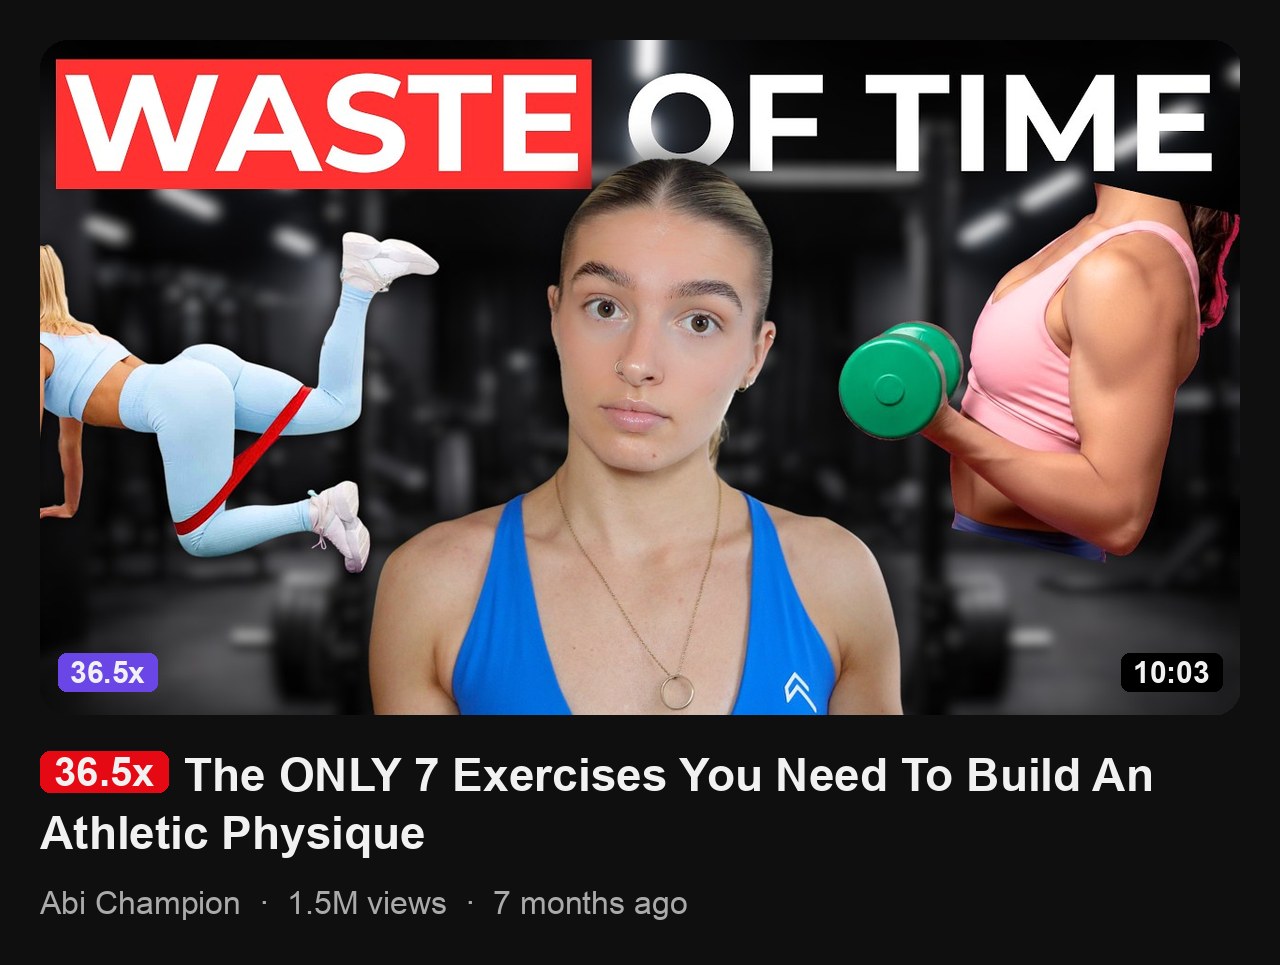 WASTE OF TIME
36.5x
10:03
36.5x The ONLY 7 Exercises You Need To Build An
Athletic Physique
Abi Champion · 1.5M views · 7 months ago